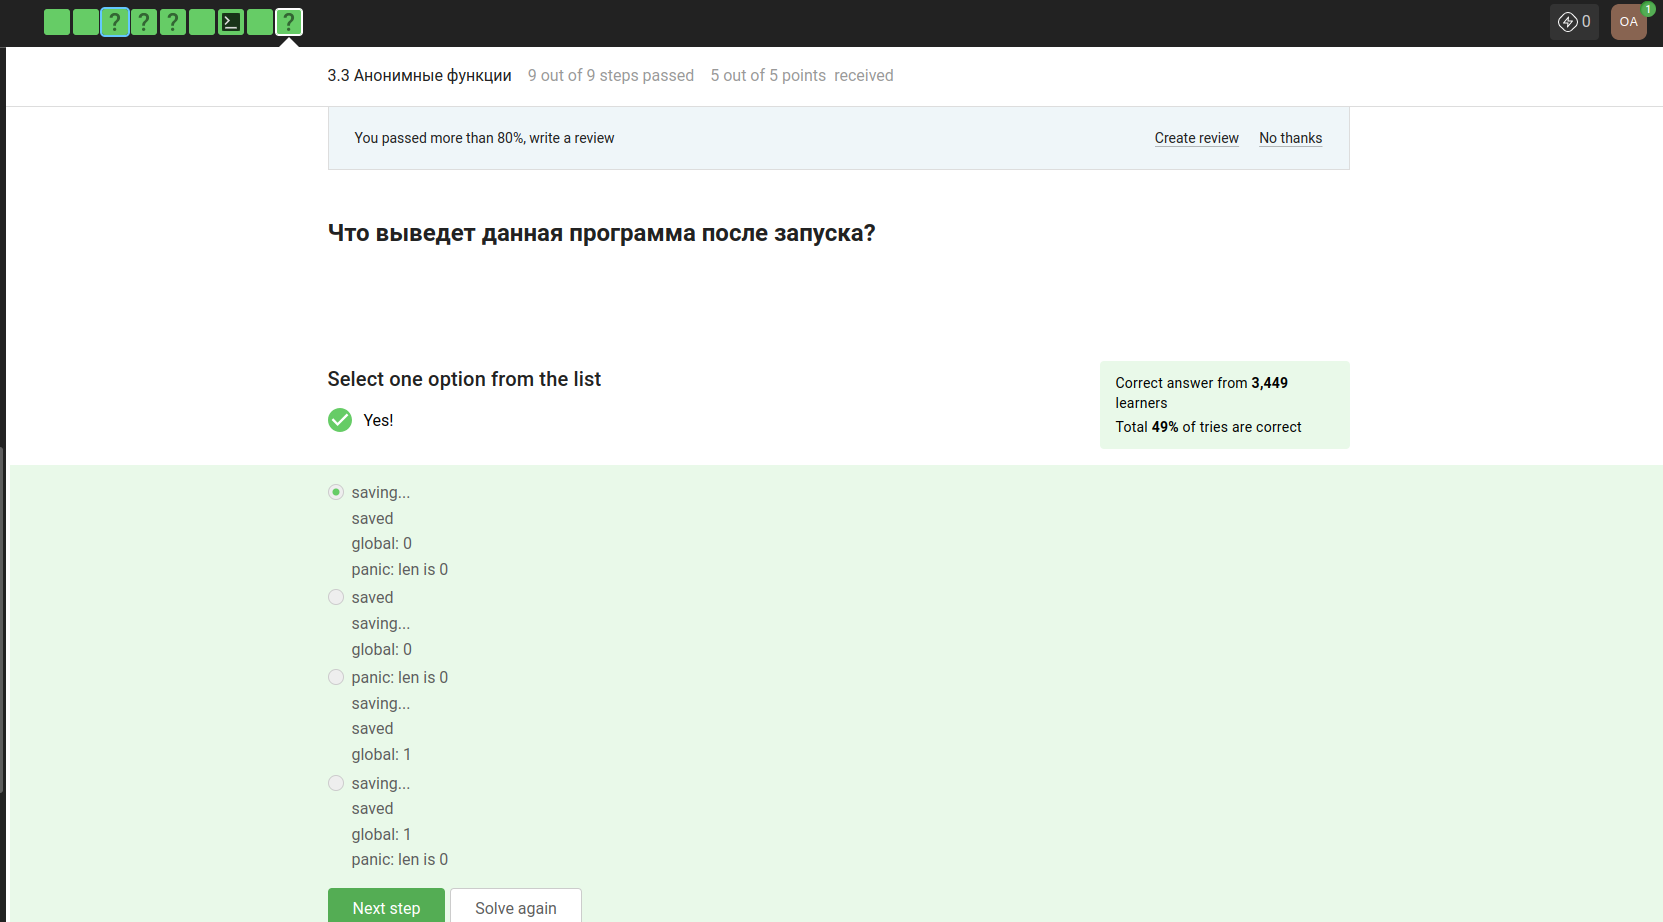 ? ? ? ?
0
OA
1
3.3 Анонимные функции 9 out of 9 steps passed 5 out of 5 points received
You passed more than 80%, write a review Create review No thanks
Что выведет данная программа после запуска?
Select one option from the list
Yes!
Correct answer from 3,449
learners
Total 49% of tries are correct
saving...
saved
global: 0
panic: len is 0
saved
saving...
global: 0
panic: len is 0
saving...
saved
global: 1
saving...
saved
global: 1
panic: len is 0
Next step Solve again